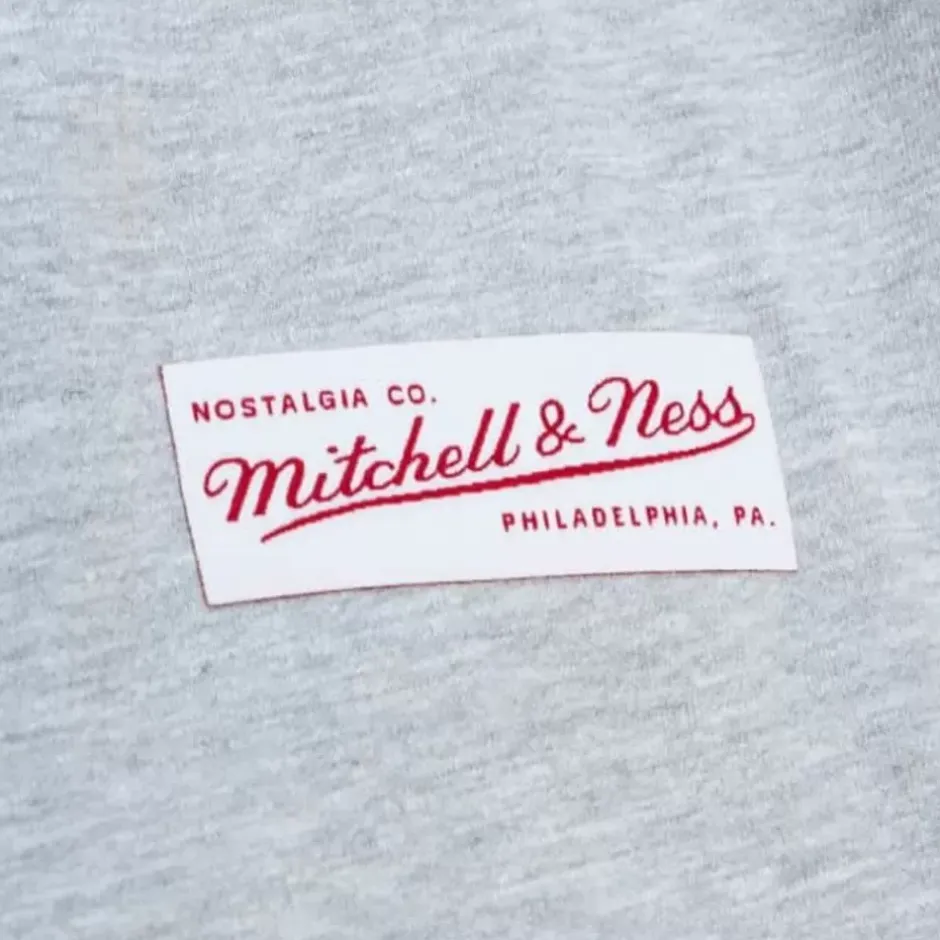 NOSTALGIA CO.
Mitchell & Ness
PHILADELPHIA, PA.